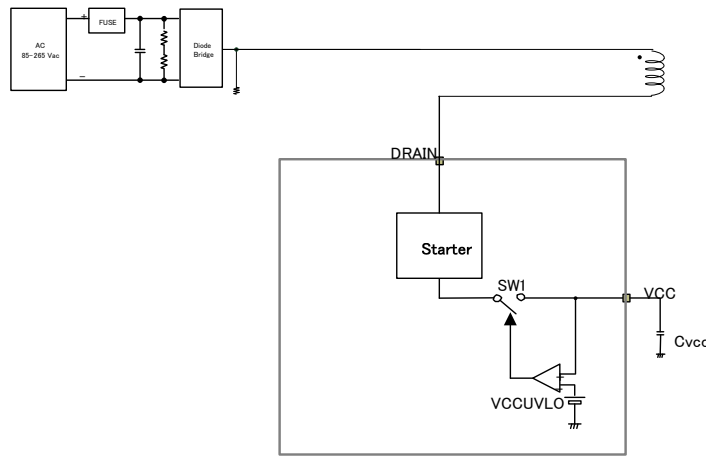 +
FUSE
AC
85-265 Vac
Diode
Bridge
−
DRAIN
Starter
SW1
VCC
Cvcc
+
−
VCCUVLO